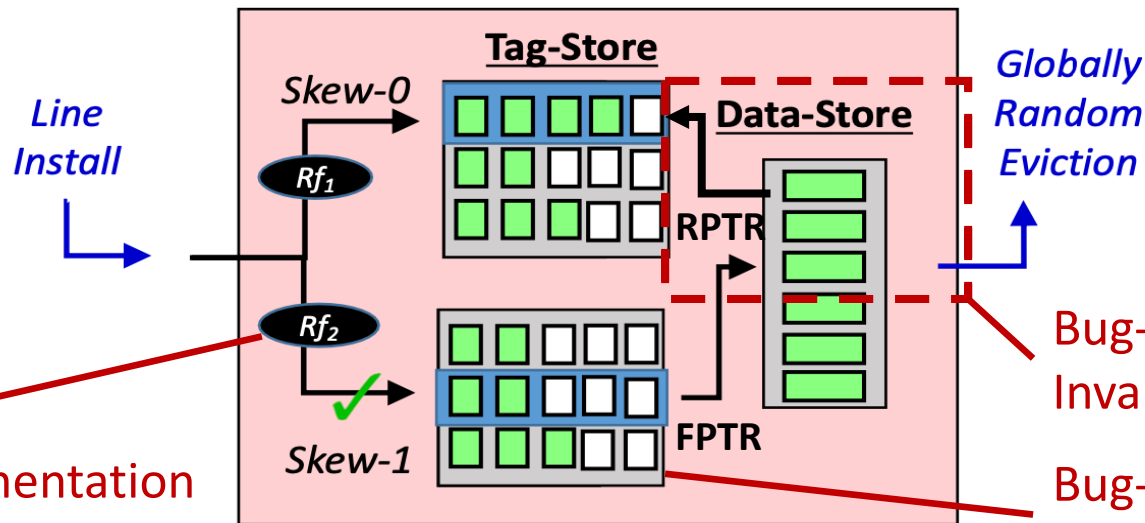 Tag-Store
Globally
Random
Eviction
Line
Install
Skew-0
Data-Store
Rf1
RPTR
Rf2
Bug-
Inva
FPTR
Skew-1
nentation
Bug-